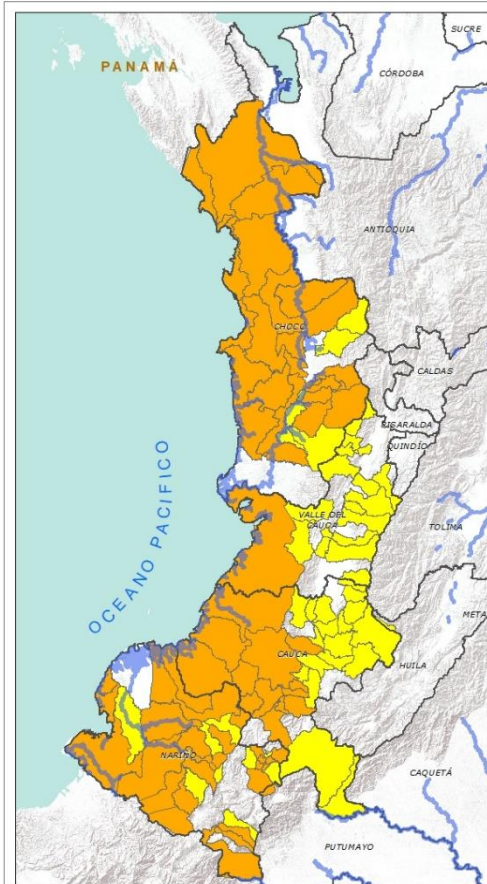 SUCRE
PANAMÁ
CÓRDOBA
ANTIOQUIA
CHOCÓ
CALDAS
RISARALDA
QUINDÍO
OCEANO PACÍFICO
VALLE DEL
CAUCA
TOLIMA
META
CAUCA
HUILA
NARIÑO
CAQUETÁ
PUTUMAYO